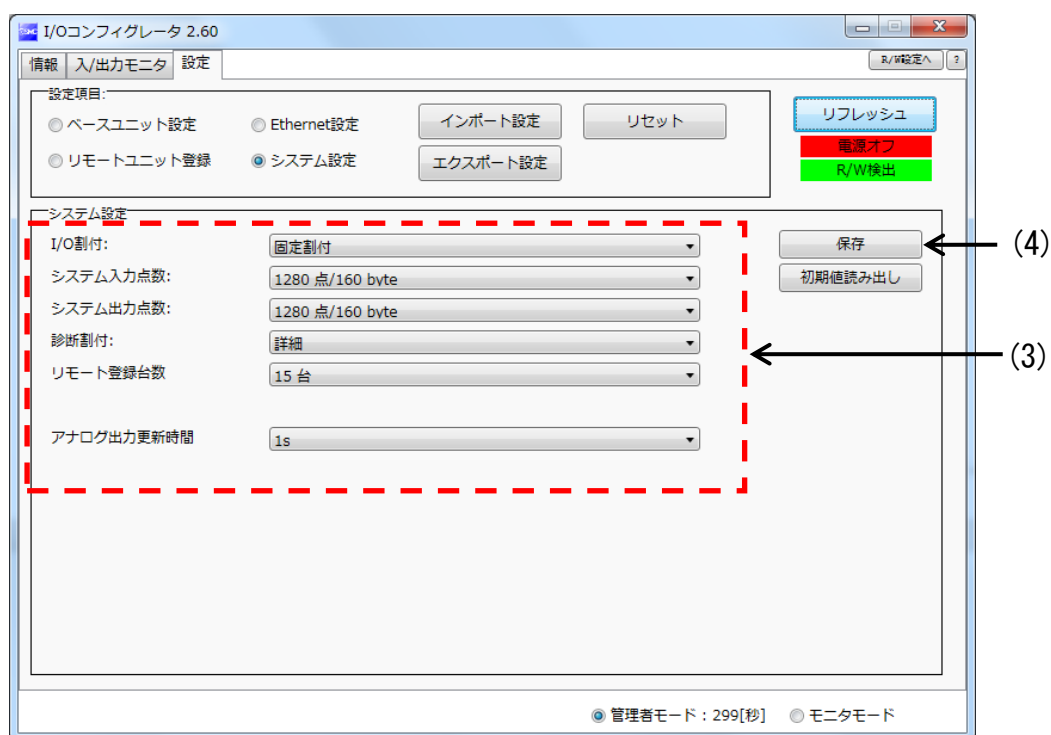 I/Oコンフィグレータ 2.60
情報 入/出力モニタ 設定 R/W設定へ ?
設定項目:
ベースユニット設定 Ethernet設定 インポート設定 リセット リフレッシュ
電源オフ
リモートユニット登録 システム設定 エクスポート設定 R/W検出
システム設定
I/O割付: 固定割付 保存 (4)
システム入力点数: 1280 点/160 byte 初期値読み出し
システム出力点数: 1280 点/160 byte
診断割付: 詳細 (3)
リモート登録台数 15 台
アナログ出力更新時間 1s
管理者モード：299[秒] モニタモード